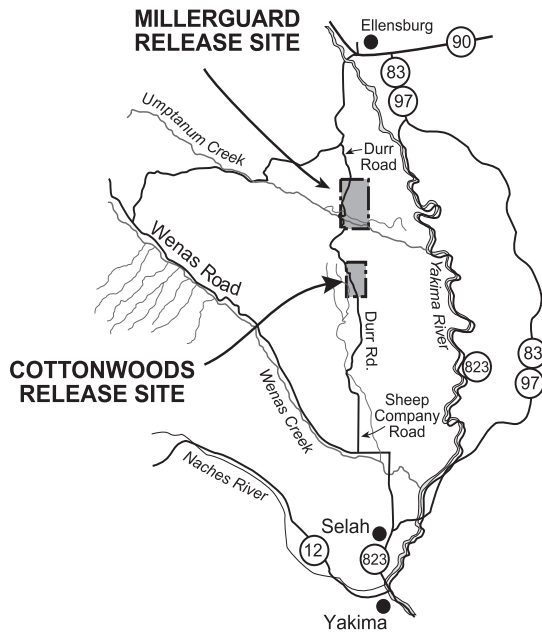 MILLERGUARD
RELEASE SITE
Ellensburg
90
83
97
Umptanum Creek
Durr
Road
Wenas Road
Yakima River
COTTONWOODS
RELEASE SITE
Durr Rd.
823
83
97
Wenas Creek
Sheep
Company
Road
Naches River
Selah
12
823
Yakima